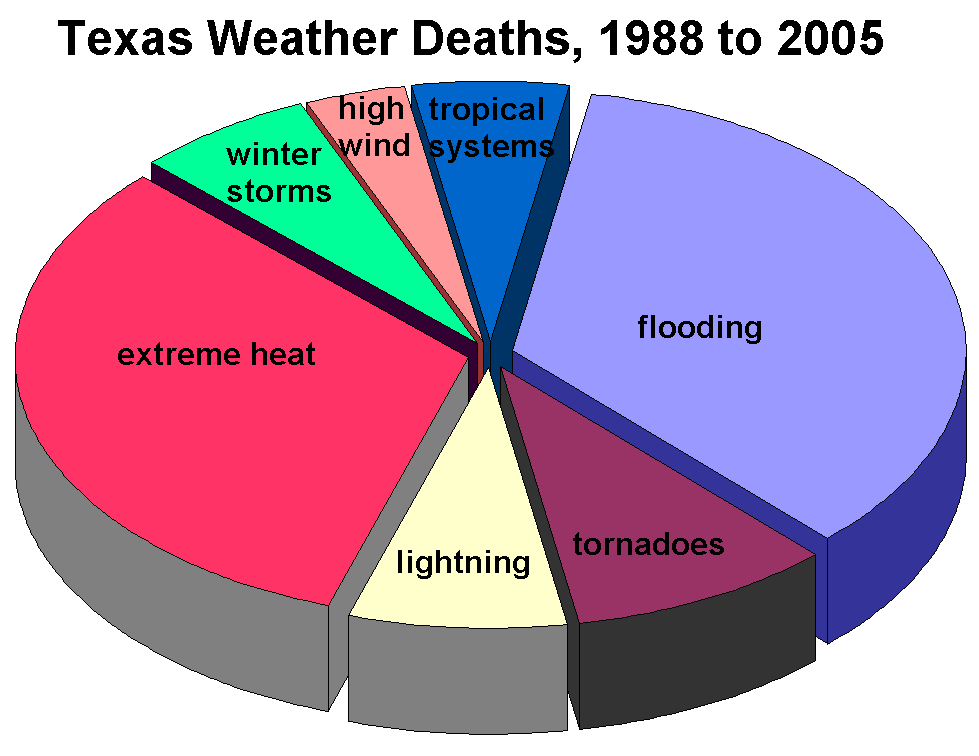 Texas Weather Deaths, 1988 to 2005
high
wind
tropical
systems
winter
storms
flooding
extreme heat
tornadoes
lightning